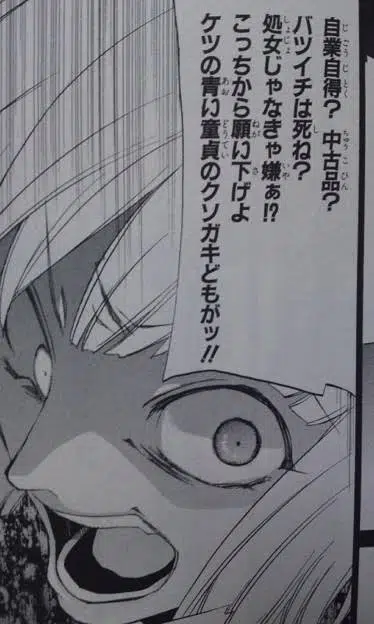 自業自得？　中古品？
バツイチは死ね？
処女じゃなきゃ嫌ぁ!?
こっちから願い下げよ
ケツの青い童貞のクソガキどもがッ!!